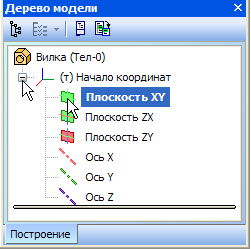 Дерево модели
Вилка (Тел-0)
(т) Начало координат
Плоскость XY
Плоскость ZX
Плоскость ZY
Ось X
Ось Y
Ось Z
Построение